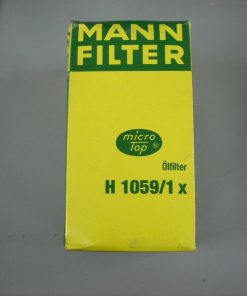 MANN
FILTER
micro
Top ®
Ölfilter
H 1059/1 x